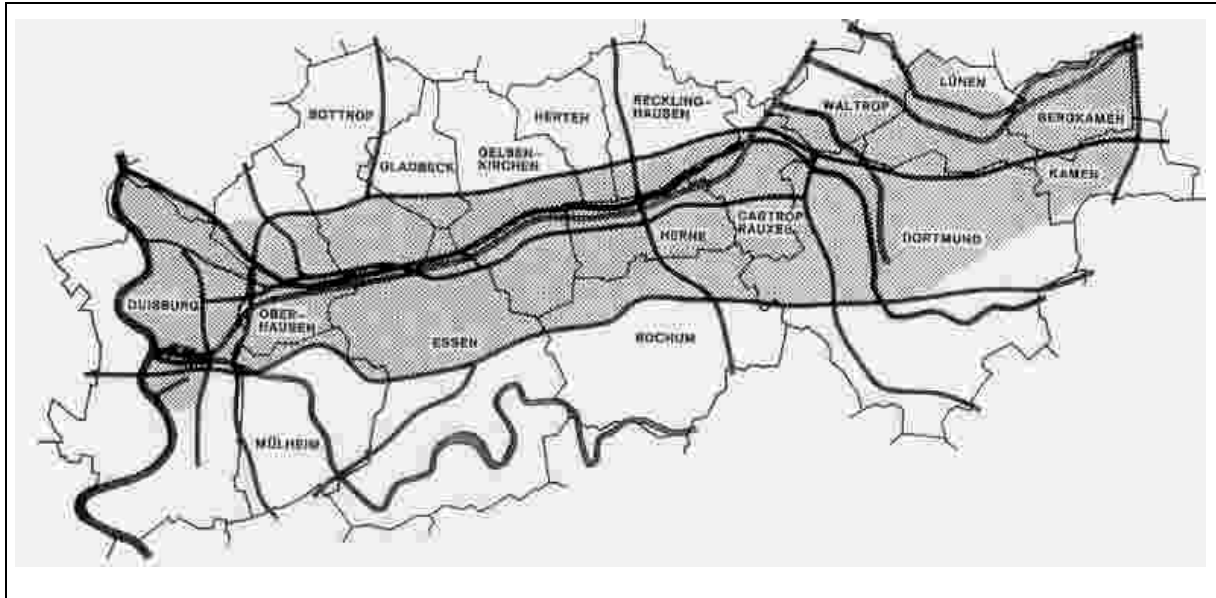 LÜNEN
WALTROP
BERGKAMEN
RECKLING-
HAUSEN
HERTEN
BOTTROP
GELSEN-
KIRCHEN
GLADBECK
KAMEN
CASTROP
RAUXEL
HERNE
DORTMUND
DUISBURG
OBER-
HAUSEN
ESSEN
BOCHUM
MÜLHEIM